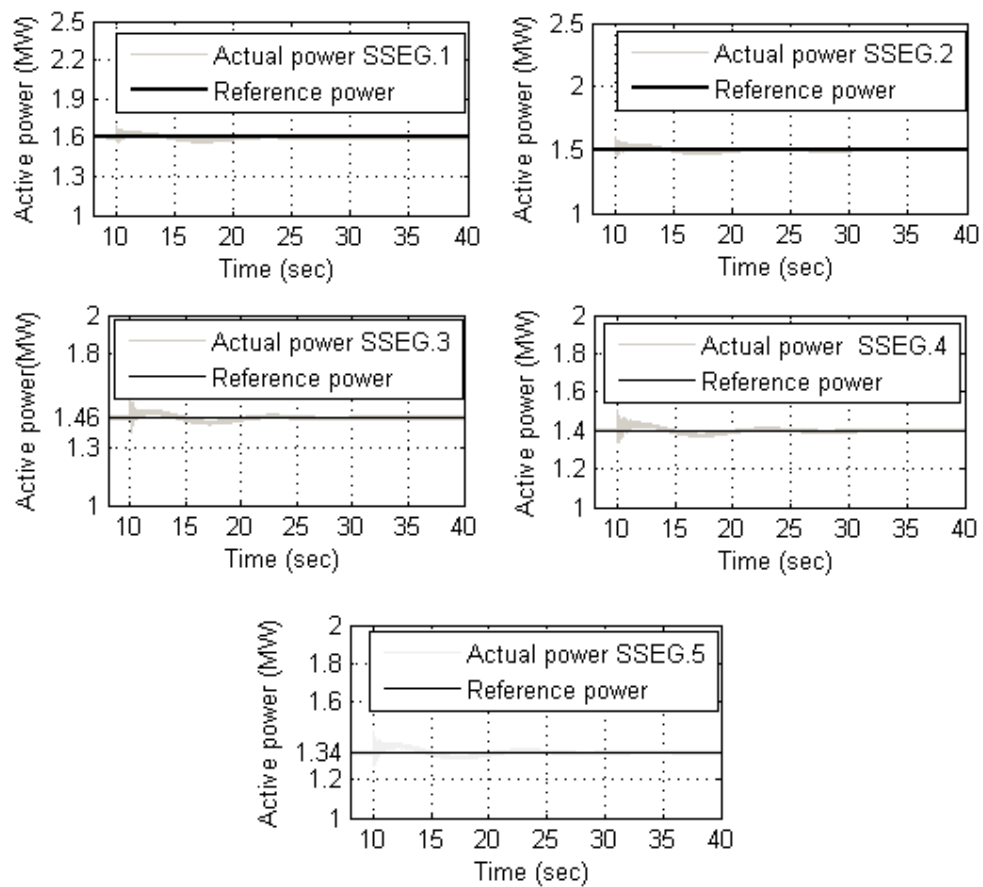 Active power (MW)
2.5
2.2
1.9
1.6
1.3
1
Actual power SSEG.1
Reference power
10 15 20 25 30 35 40
Time (sec)
Active power (MW)
2.5
2
1.5
1
Actual power SSEG.2
Reference power
10 15 20 25 30 35 40
Time (sec)
Active power(MW)
2
1.8
1.46
1.3
1
Actual power SSEG.3
Reference power
10 15 20 25 30 35 40
Time (sec)
Active power (MW)
2
1.8
1.6
1.4
1.2
1
Actual power SSEG.4
Reference power
10 15 20 25 30 35 40
Time (sec)
Active power (MW)
2
1.8
1.6
1.34
1.2
1
Actual power SSEG.5
Reference power
10 15 20 25 30 35 40
Time (sec)